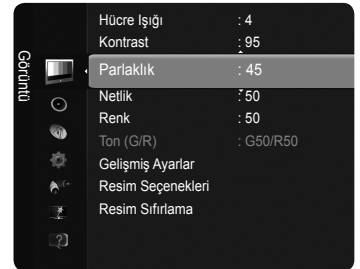 Görüntü
Hücre Işığı : 4
Kontrast : 95
Parlaklık : 45
Netlik : 50
Renk : 50
Ton (G/R) : G50/R50
Gelişmiş Ayarlar
Resim Seçenekleri
Resim Sıfırlama